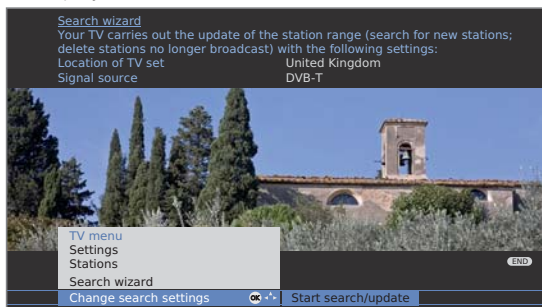 Search wizard
Your TV carries out the update of the station range (search for new stations;
delete stations no longer broadcast) with the following settings:
Location of TV set United Kingdom
Signal source DVB-T
END
TV menu
Settings
Stations
Search wizard
Change search settings OK Start search/update